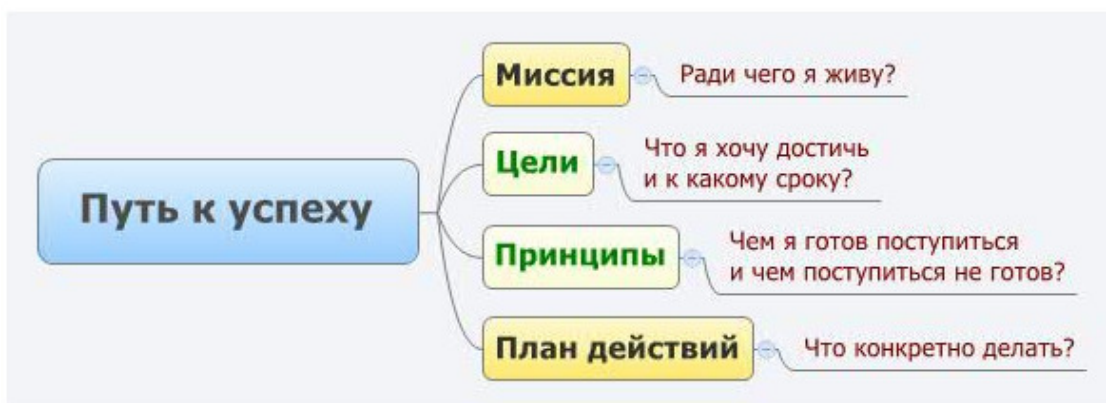 Путь к успеху
Миссия
Ради чего я живу?
Цели
Что я хочу достичь
и к какому сроку?
Принципы
Чем я готов поступиться
и чем поступиться не готов?
План действий
Что конкретно делать?